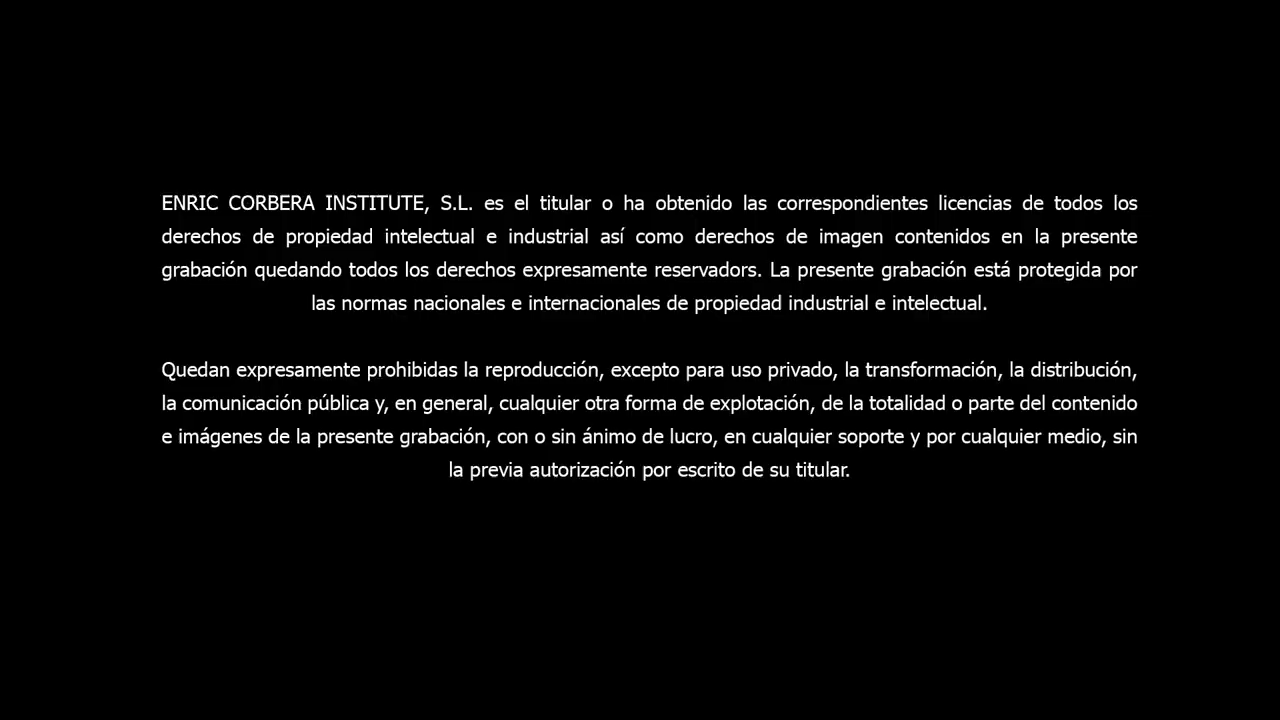 ENRIC CORBERA INSTITUTE, S.L. es el titular o ha obtenido las correspondientes licencias de todos los
derechos de propiedad intelectual e industrial así como derechos de imagen contenidos en la presente
grabación quedando todos los derechos expresamente reservadors. La presente grabación está protegida por
las normas nacionales e internacionales de propiedad industrial e intelectual.
Quedan expresamente prohibidas la reproducción, excepto para uso privado, la transformación, la distribución,
la comunicación pública y, en general, cualquier otra forma de explotación, de la totalidad o parte del contenido
e imágenes de la presente grabación, con o sin ánimo de lucro, en cualquier soporte y por cualquier medio, sin
la previa autorización por escrito de su titular.